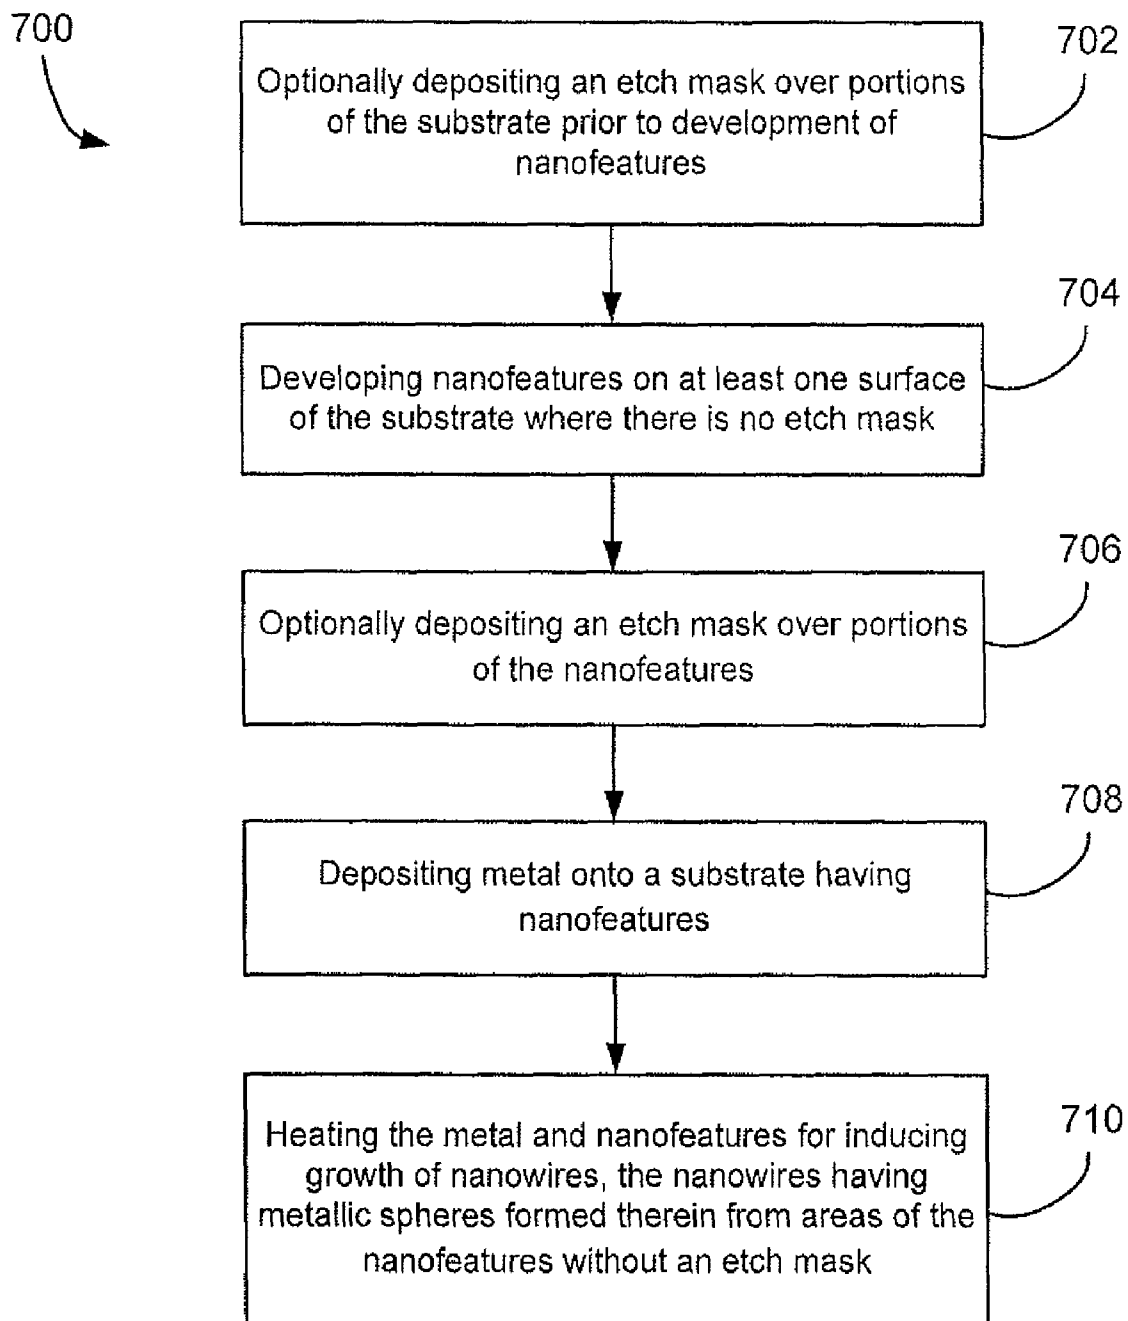 700
702
Optionally depositing an etch mask over portions
of the substrate prior to development of
nanofeatures
704
Developing nanofeatures on at least one surface
of the substrate where there is no etch mask
706
Optionally depositing an etch mask over portions
of the nanofeatures
708
Depositing metal onto a substrate having
nanofeatures
710
Heating the metal and nanofeatures for inducing
growth of nanowires, the nanowires having
metallic spheres formed therein from areas of the
nanofeatures without an etch mask